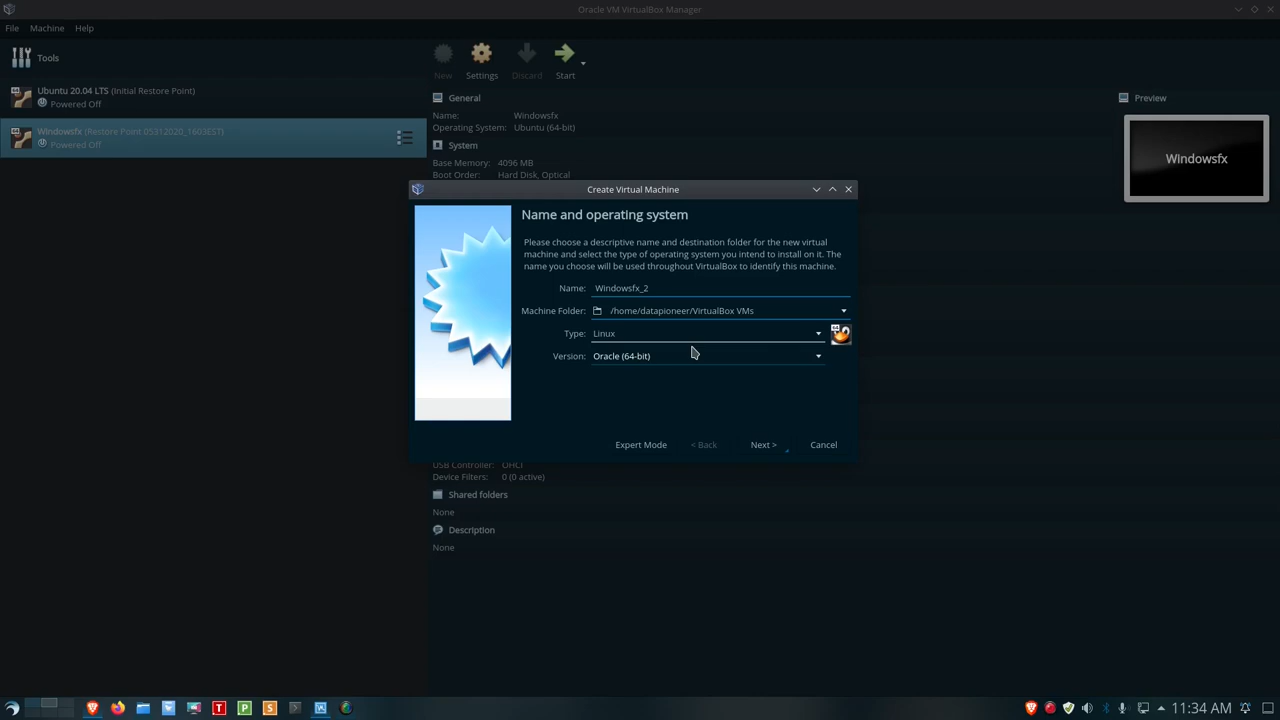 Oracle VM VirtualBox Manager
File Machine Help
Tools
New Settings Discard Start
Ubuntu 20.04 LTS (Initial Restore Point)
Powered Off
Windowsfx (Restore Point 05312020_1603EST)
Powered Off
General
Name: Windowsfx
Operating System: Ubuntu (64-bit)
System
Base Memory: 4096 MB
Boot Order: Hard Disk, Optical
Preview
Windowsfx
Create Virtual Machine
Name and operating system
Please choose a descriptive name and destination folder for the new virtual
machine and select the type of operating system you intend to install on it. The
name you choose will be used throughout VirtualBox to identify this machine.
Name: Windowsfx_2
Machine Folder: /home/datapioneer/VirtualBox VMs
Type: Linux
64
Version: Oracle (64-bit)
Expert Mode < Back Next > Cancel
USB Controller: OHCI
Device Filters: 0 (0 active)
Shared folders
None
Description
None
T P S
11:34 AM